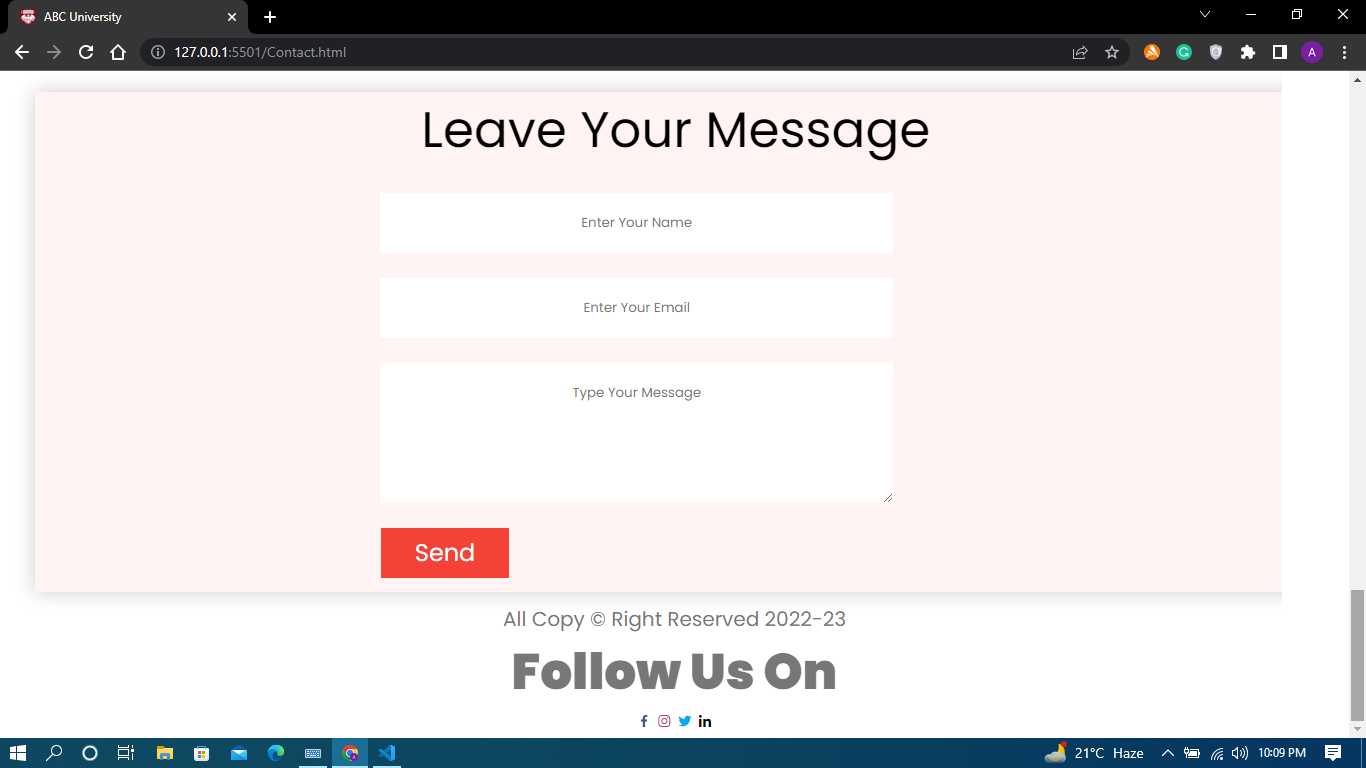 ABC University
127.0.0.1:5501/Contact.html
G
A
Leave Your Message
Enter Your Name
Enter Your Email
Type Your Message
Send
All Copy © Right Reserved 2022-23
Follow Us On
21°C Haze
10:09 PM